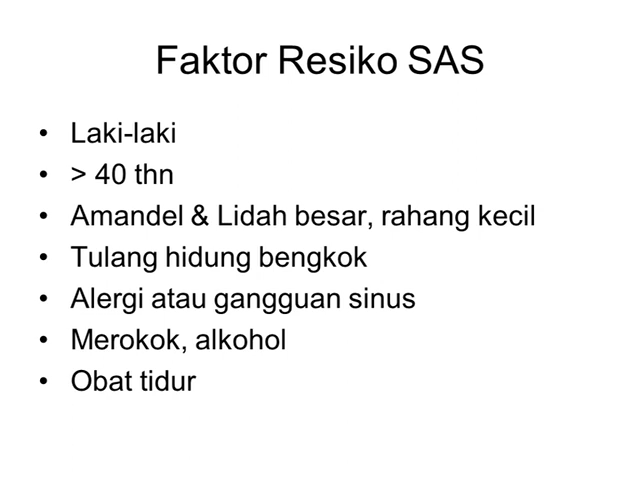 Faktor Resiko SAS
• Laki-laki
• > 40 thn
• Amandel & Lidah besar, rahang kecil
• Tulang hidung bengkok
• Alergi atau gangguan sinus
• Merokok, alkohol
• Obat tidur